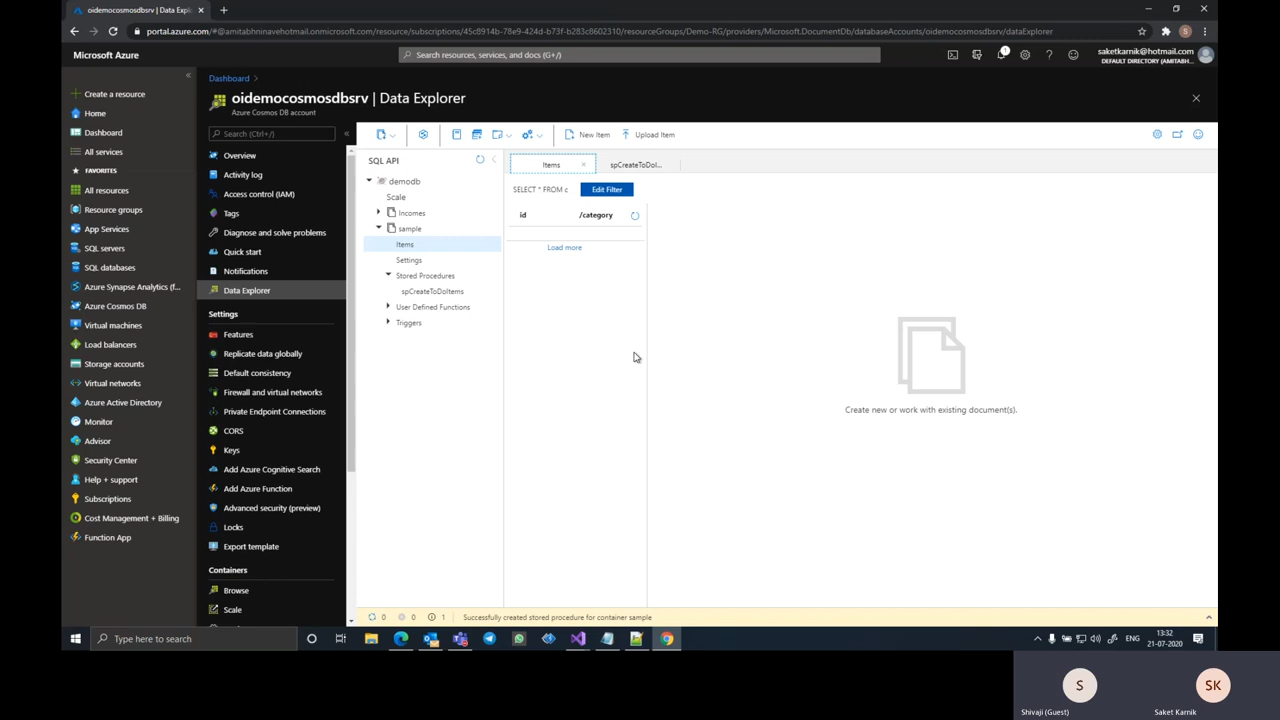 oidemocosmosdbsrv | Data Expl
portal.azure.com/#@amitabhninavehotmail.onmicrosoft.com/resource/subscriptions/45c8914b-78e9-424d-b73f-b283c8602310/resourceGroups/Demo-RG/providers/Microsoft.DocumentDb/databaseAccounts/oidemocosmosdbsrv/dataExplorer
S
Microsoft Azure
Search resources, services, and docs (G+/)
1
saketkarnik@hotmail.com
DEFAULT DIRECTORY (AMITABH...
Create a resource
Home
Dashboard
All services
FAVORITES
All resources
Resource groups
App Services
SQL servers
SQL databases
Azure Synapse Analytics (f...
Azure Cosmos DB
Virtual machines
Load balancers
Storage accounts
Virtual networks
Azure Active Directory
Monitor
Advisor
Security Center
Help + support
Subscriptions
Cost Management + Billing
Function App
Dashboard >
oidemocosmosdbsrv | Data Explorer
Azure Cosmos DB account
Search (Ctrl+/)
Overview
Activity log
Access control (IAM)
Tags
Diagnose and solve problems
Quick start
Notifications
Data Explorer
Settings
Features
Replicate data globally
Default consistency
Firewall and virtual networks
Private Endpoint Connections
CORS
Keys
Add Azure Cognitive Search
Add Azure Function
Advanced security (preview)
Locks
Export template
Containers
Browse
Scale
New Item
Upload Item
SQL API
demodb
Scale
Incomes
sample
Items
Settings
Stored Procedures
spCreateToDoItems
User Defined Functions
Triggers
Items
spCreateToDoI...
SELECT * FROM c
Edit Filter
id
/category
Load more
Create new or work with existing document(s).
0
0
1
Successfully created stored procedure for container sample
Type here to search
ENG
13:32
21-07-2020
S
SK
Shivaji (Guest)
Saket Karnik